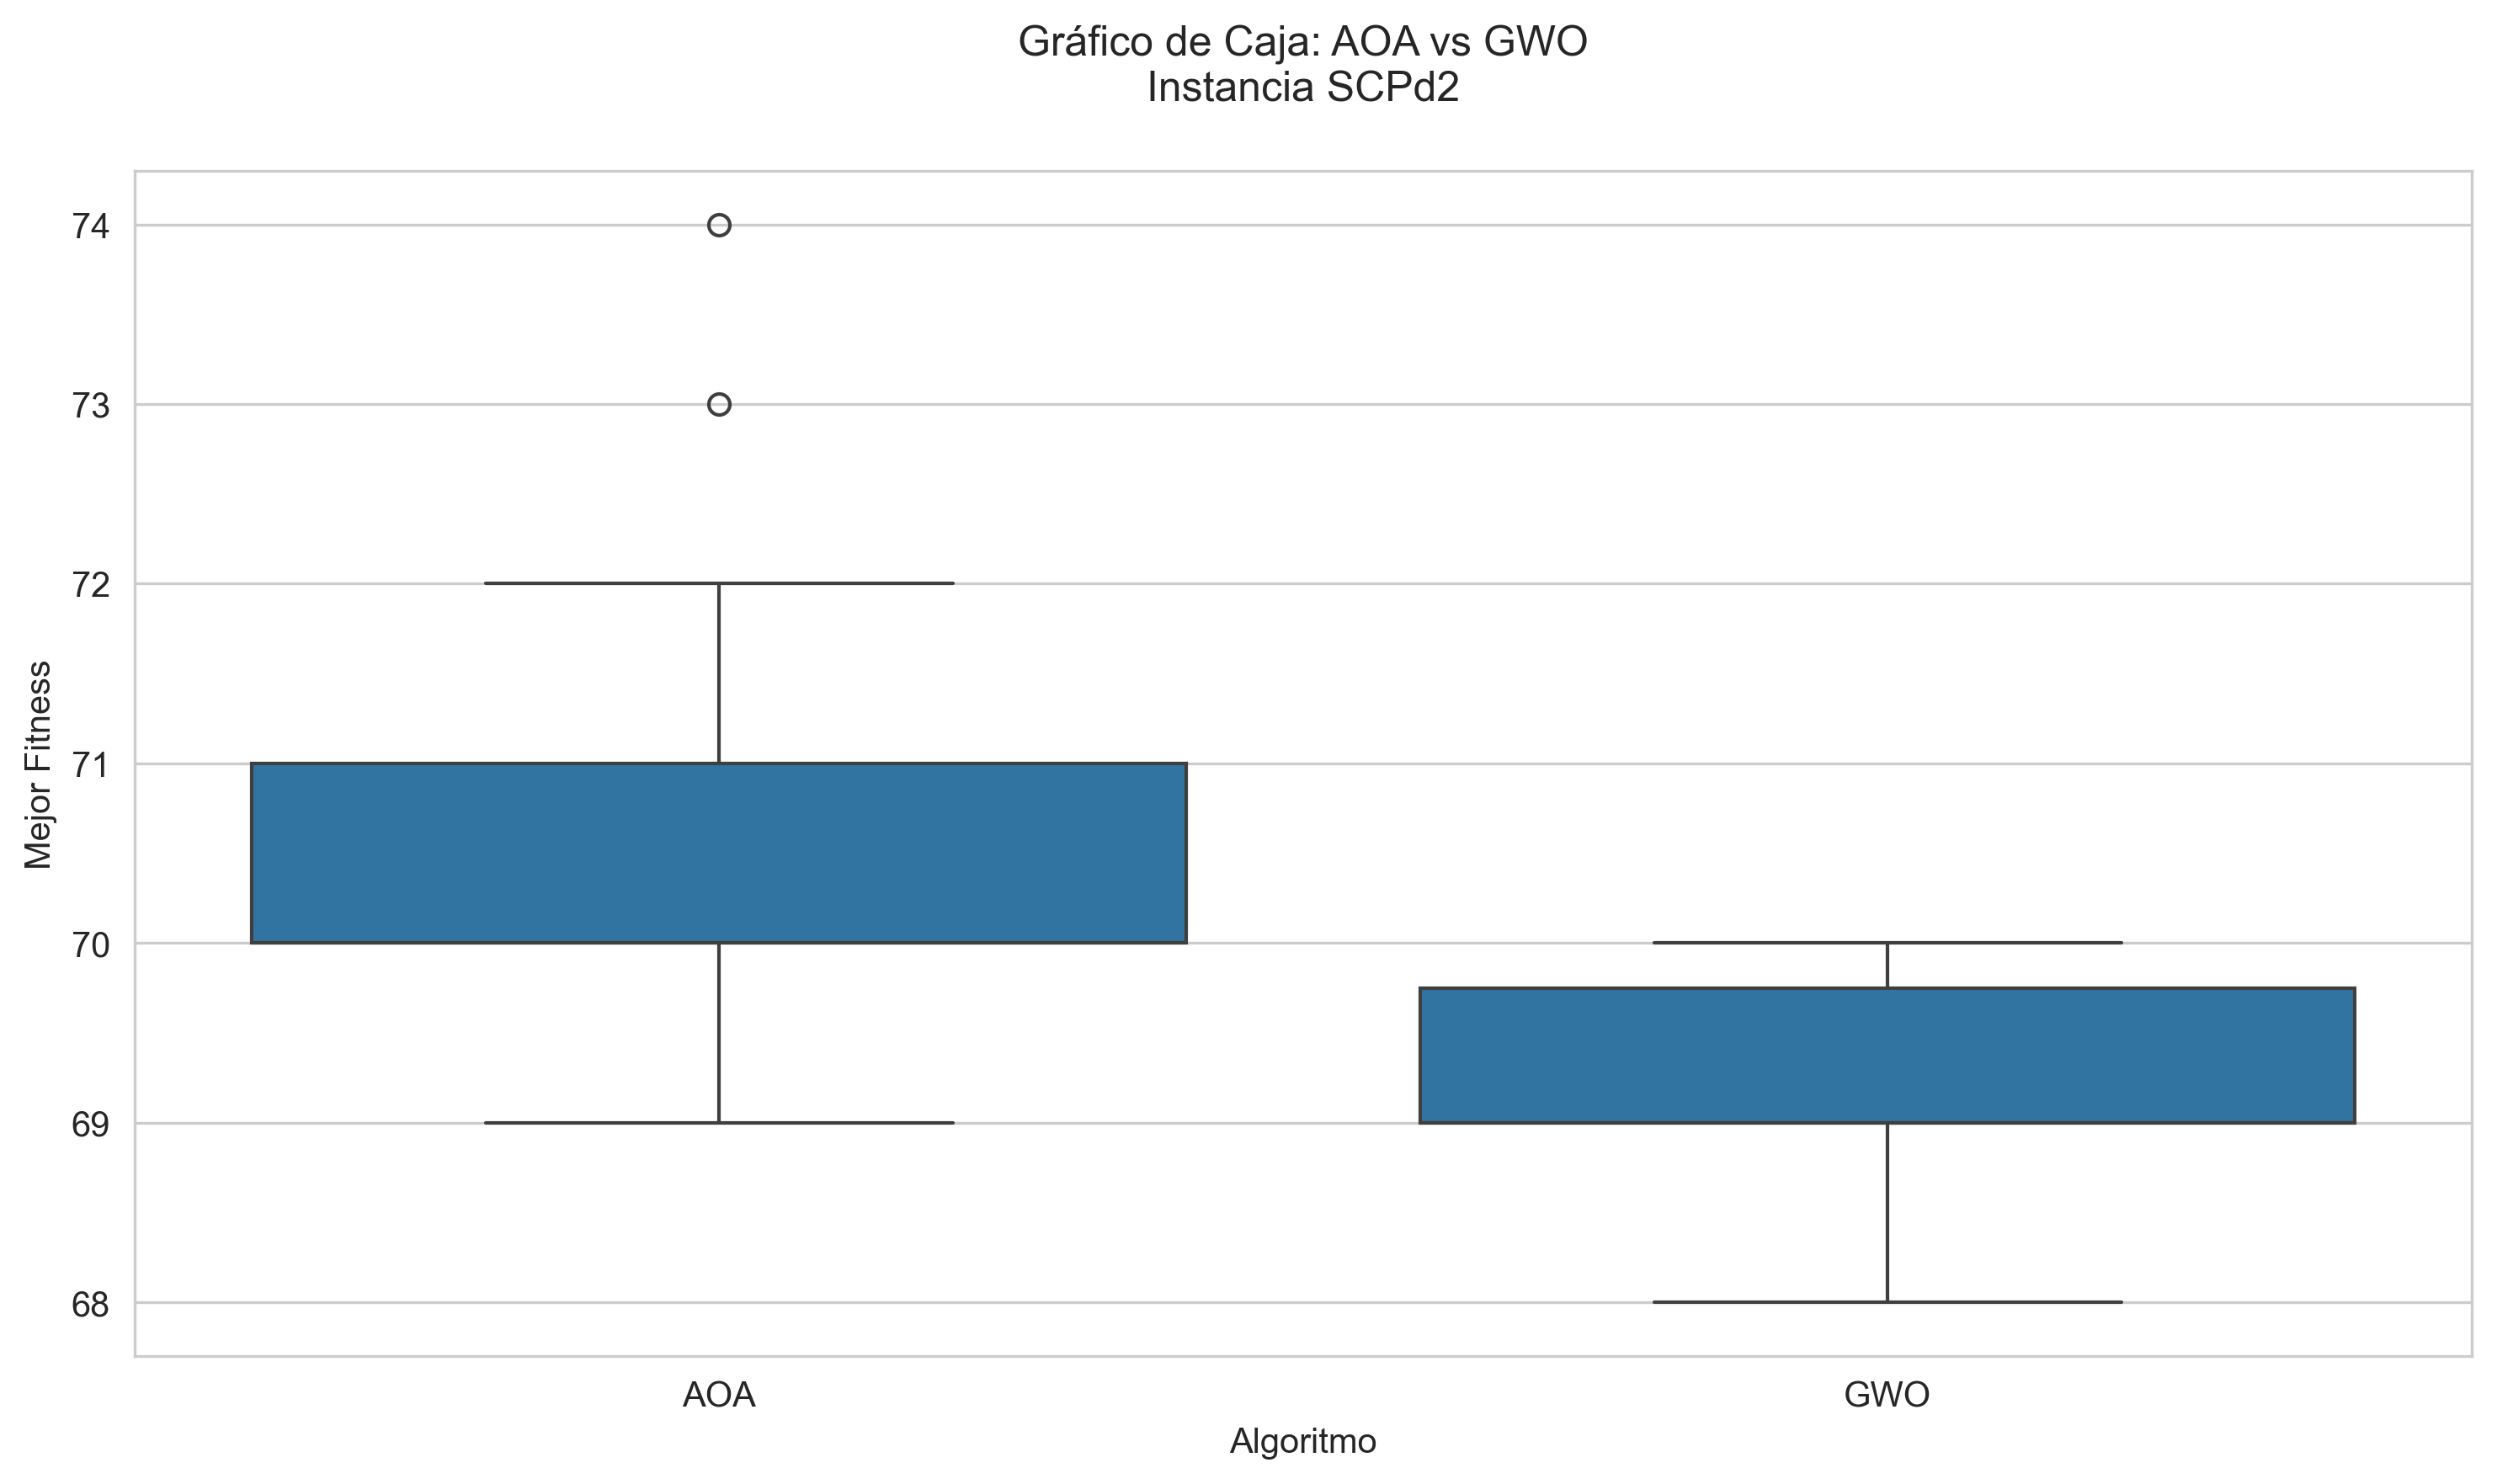 Gráfico de Caja: AOA vs GWO
Instancia SCPd2
74
73
72
71
70
69
68
Mejor Fitness
AOA
GWO
Algoritmo